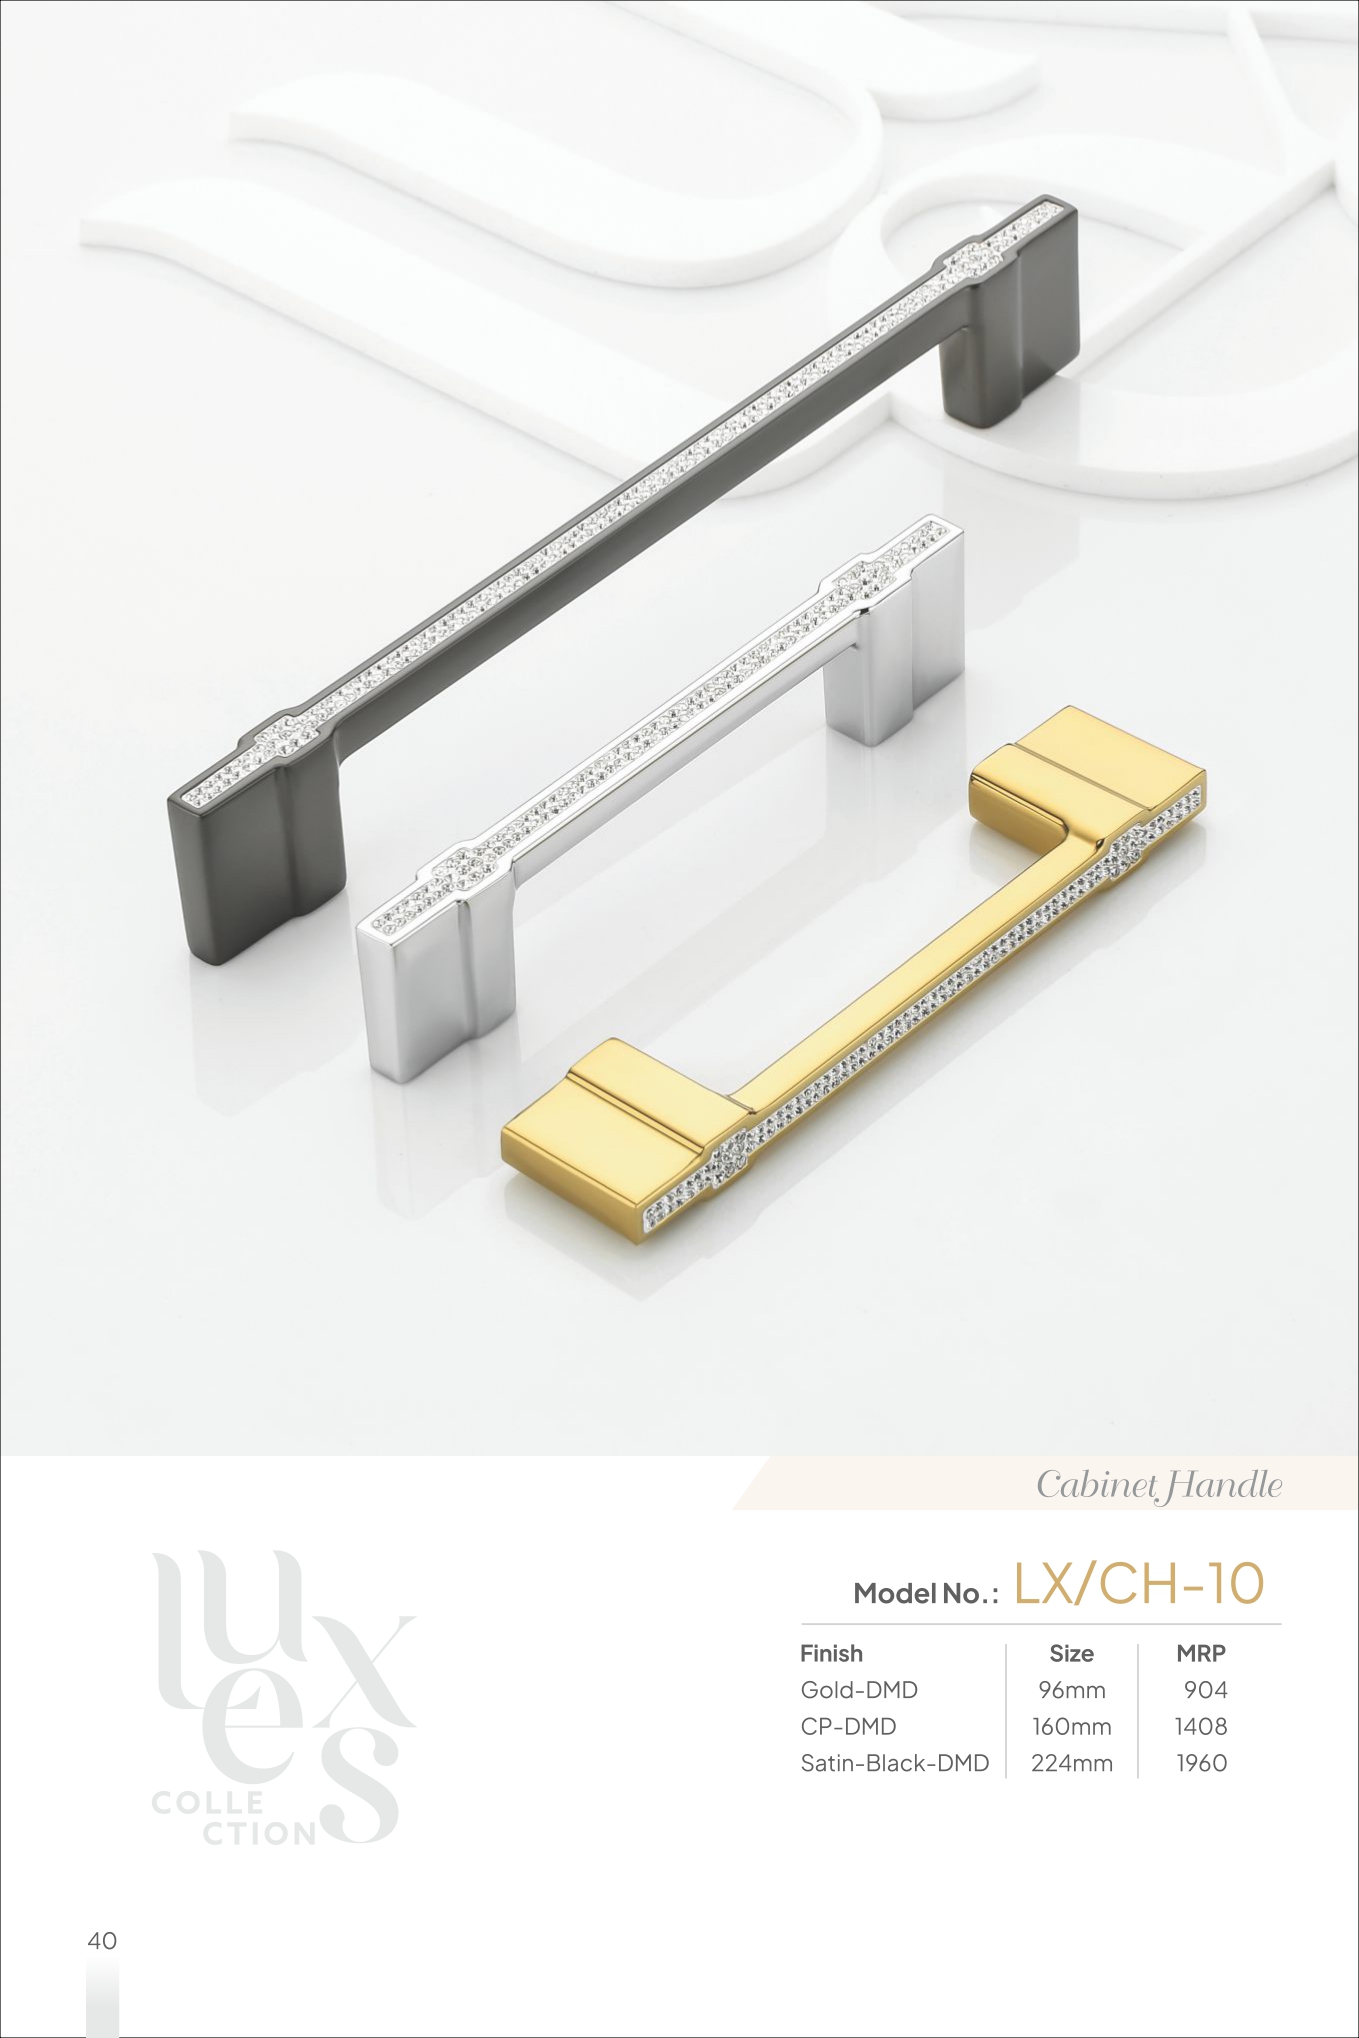 Cabinet Handle
Model No.: LX/CH-10
Finish Size MRP
Gold-DMD 96mm 904
CP-DMD 160mm 1408
Satin-Black-DMD 224mm 1960
luxes
COLLE
CTION
40